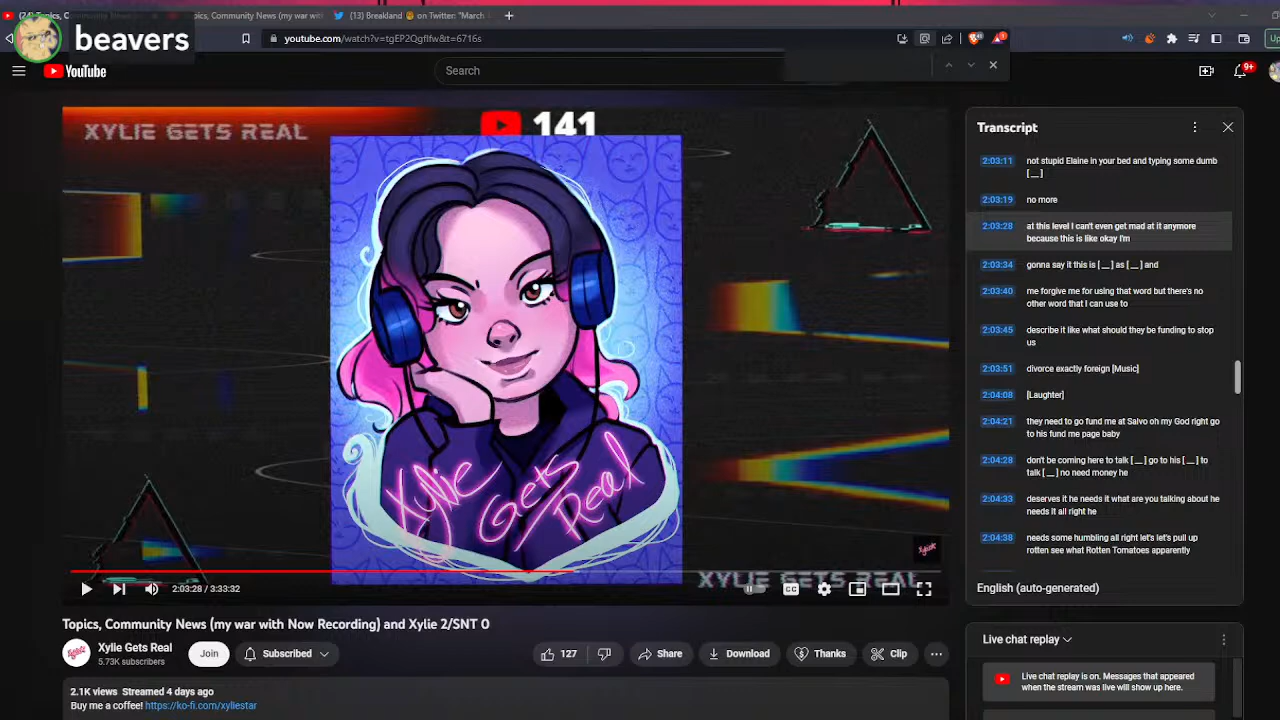 Topics, Community News (my war with
(13) Breakland on Twitter: "March
beavers
youtube.com/watch?v=tgEP2Qgflfw&t=6716s
YouTube
Search
9+
XYLIE GETS REAL
141
Xylie
Gets
Real
XYLIE GETS REAL
2:03:28 / 3:33:32
Transcript
2:03:11 not stupid Elaine in your bed and typing some dumb
[__]
2:03:19 no more
2:03:28 at this level I can't even get mad at it anymore
because this is like okay I'm
2:03:34 gonna say it this is [__] as [__] and
2:03:40 me forgive me for using that word but there's no
other word that I can use to
2:03:45 describe it like what should they be funding to stop
us
2:03:51 divorce exactly foreign [Music]
2:04:08 [Laughter]
2:04:21 they need to go fund me at Salvo oh my God right go
to his fund me page baby
2:04:28 don't be coming here to talk [__] go to his [__] to
talk [__] no need money he
2:04:33 deserves it he needs it what are you talking about he
needs it all right he
2:04:38 needs some humbling all right let's let's pull up
rotten see what Rotten Tomatoes apparently
English (auto-generated)
Topics, Community News (my war with Now Recording) and Xylie 2/SNT 0
Xylie Gets Real
5.73K subscribers
Join
Subscribed
127
Share
Download
Thanks
Clip
2.1K views Streamed 4 days ago
Buy me a coffee! https://ko-fi.com/xyliestar
Live chat replay
Live chat replay is on. Messages that appeared
when the stream was live will show up here.